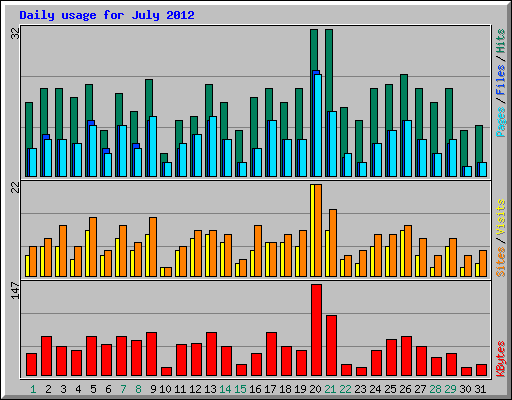 Daily usage for July 2012
32
Pages / Files / Hits
22
Sites / Visits
147
KBytes
1 2 3 4 5 6 7 8 9 10 11 12 13 14 15 16 17 18 19 20 21 22 23 24 25 26 27 28 29 30 31